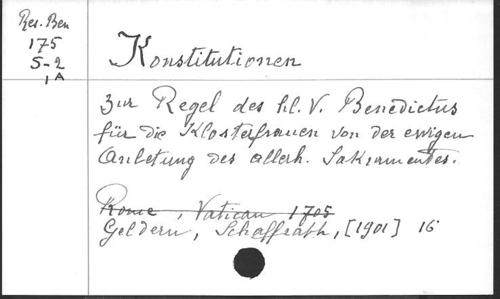 Res. Ben
175
5-2
1A
Konstitutionen
zur Regel des hl. V. Benedictus
für die Klosterfrauen von der ewigen
Anbetung des allerh. Sakramentes.
Rome, Vatican 1705
Geldern, Schaffrath, [1901] 16